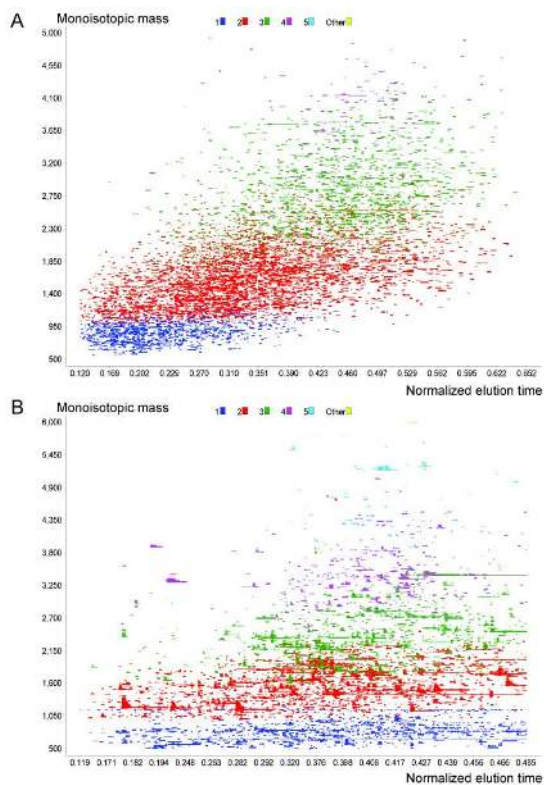 A
Monoisotopic mass
1 2 3 4 5 Other
5,000
4,550
4,100
3,650
3,200
2,750
2,300
1,850
1,400
950
500
0.120 0.169 0.202 0.226 0.270 0.310 0.351 0.390 0.423 0.460 0.497 0.529 0.562 0.595 0.622 0.652
Normalized elution time
B
Monoisotopic mass
1 2 3 4 5 Other
6,000
5,450
4,900
4,350
3,800
3,250
2,700
2,150
1,600
1,050
500
0.119 0.171 0.182 0.194 0.248 0.263 0.282 0.292 0.320 0.376 0.398 0.408 0.417 0.427 0.439 0.456 0.466 0.485
Normalized elution time